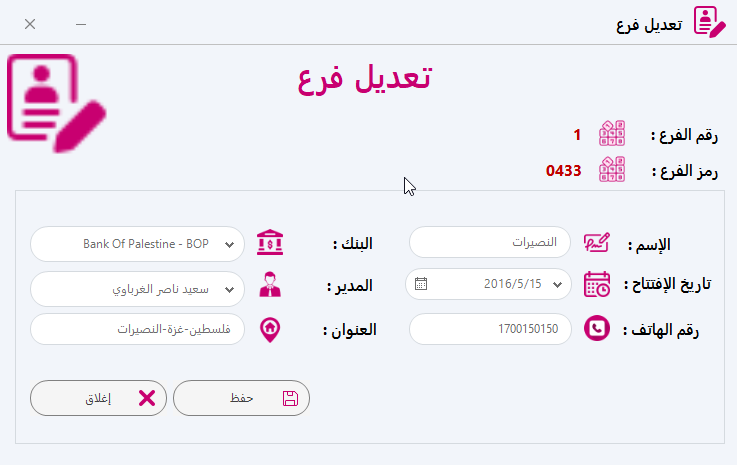 تعديل فرع
تعديل فرع
رقم الفرع : 1
رمز الفرع : 0433
الإسم : النصيرات
البنك : Bank Of Palestine - BOP
تاريخ الإفتتاح : 2016/5/15
المدير : سعيد ناصر الغرباوي
رقم الهاتف : 1700150150
العنوان : فلسطين-غزة-النصيرات
حفظ
إغلاق